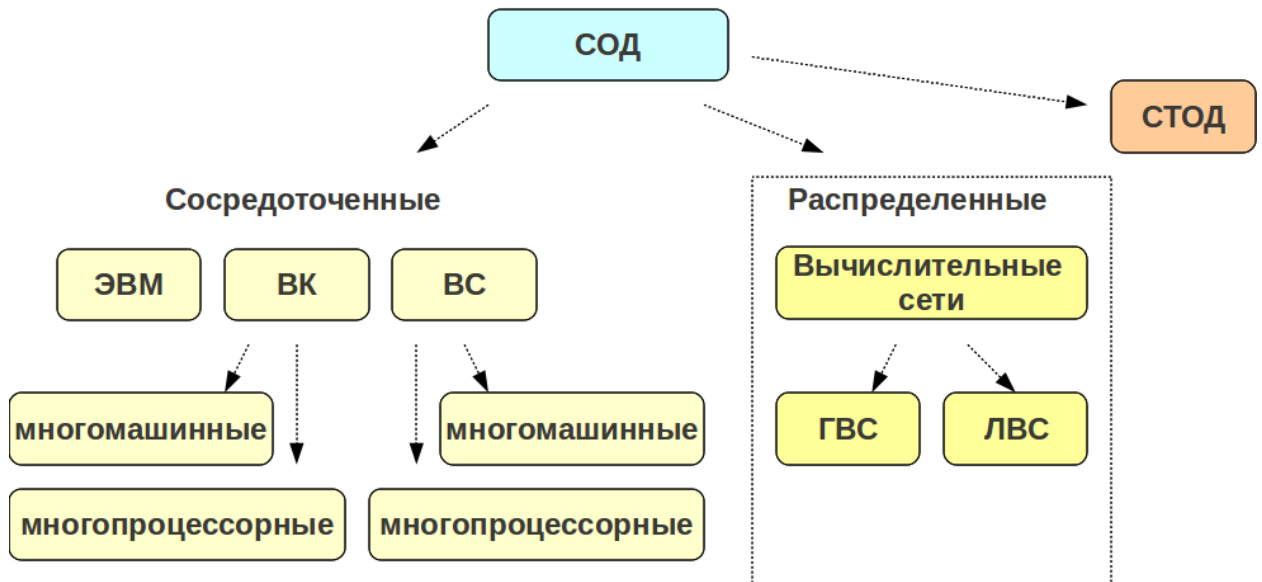 СОД
СТОД
Сосредоточенные
Распределенные
ЭВМ
ВК
ВС
Вычислительные
сети
многомашинные
многомашинные
ГВС
ЛВС
многопроцессорные
многопроцессорные